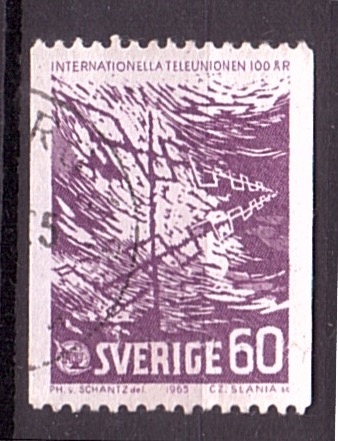 INTERNATIONELLA TELEUNIONEN 100 ÅR
SVERIGE 60
PH. v. SCHANTZ del. 1965 CZ. SLANIA sc.